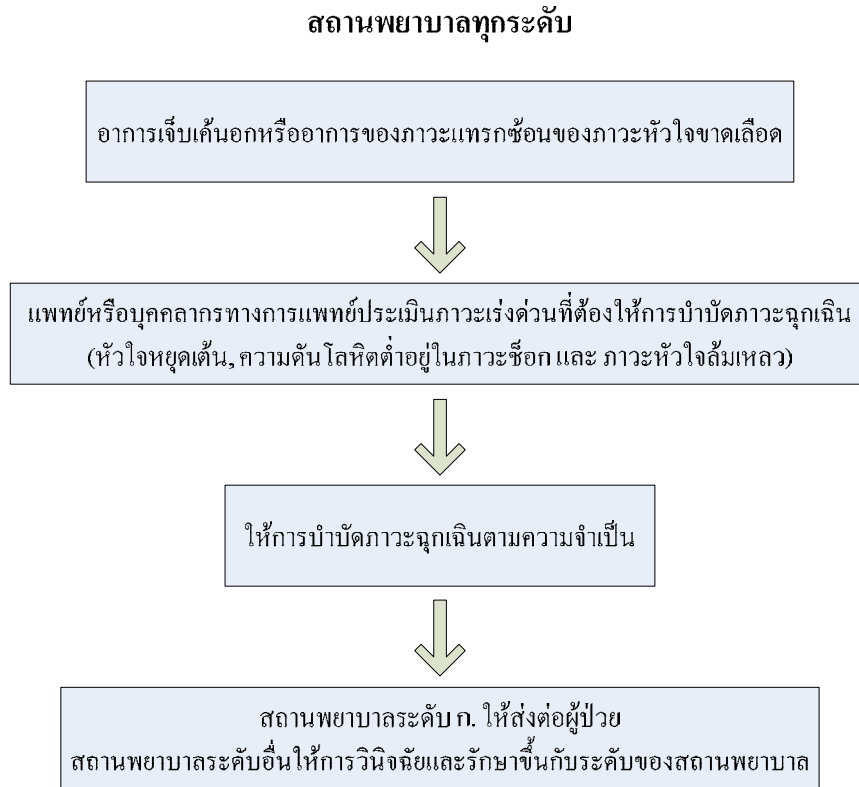 สถานพยาบาลทุกระดับ
อาการเจ็บเค้นอกหรืออาการของภาวะแทรกซ้อนของภาวะหัวใจขาดเลือด
แพทย์หรือบุคคลากรทางการแพทย์ประเมินภาวะเร่งด่วนที่ต้องให้การบำบัดภาวะฉุกเฉิน
(หัวใจหยุดเต้น, ความดันโลหิตต่ำอยู่ในภาวะช็อก และ ภาวะหัวใจล้มเหลว)
ให้การบำบัดภาวะฉุกเฉินตามความจำเป็น
สถานพยาบาลระดับ ก. ให้ส่งต่อผู้ป่วย
สถานพยาบาลระดับอื่นให้การวินิจฉัยและรักษาขึ้นกับระดับของสถานพยาบาล